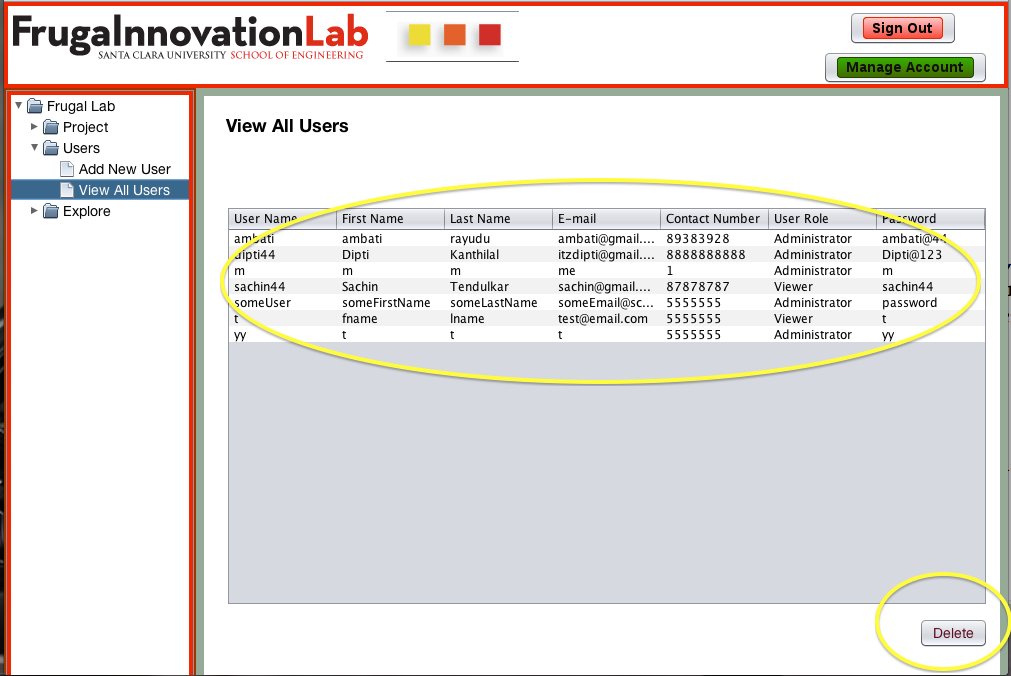 FrugaInnovationLab
SANTA CLARA UNIVERSITY SCHOOL OF ENGINEERING
Sign Out
Manage Account
Frugal Lab
Project
Users
Add New User
View All Users
Explore
View All Users
User Name First Name Last Name E-mail Contact Number User Role Password
ambati ambati rayudu ambati@gmail.... 89383928 Administrator ambati@44
dipti44 Dipti Kanthilal itzdipti@gmail.... 8888888888 Administrator Dipti@123
m m m me 1 Administrator m
sachin44 Sachin Tendulkar sachin@gmail.... 87878787 Viewer sachin44
someUser someFirstName someLastName someEmail@sc... 5555555 Administrator password
t fname lname test@email.com 5555555 Viewer t
yy t t t 5555555 Administrator yy
Delete